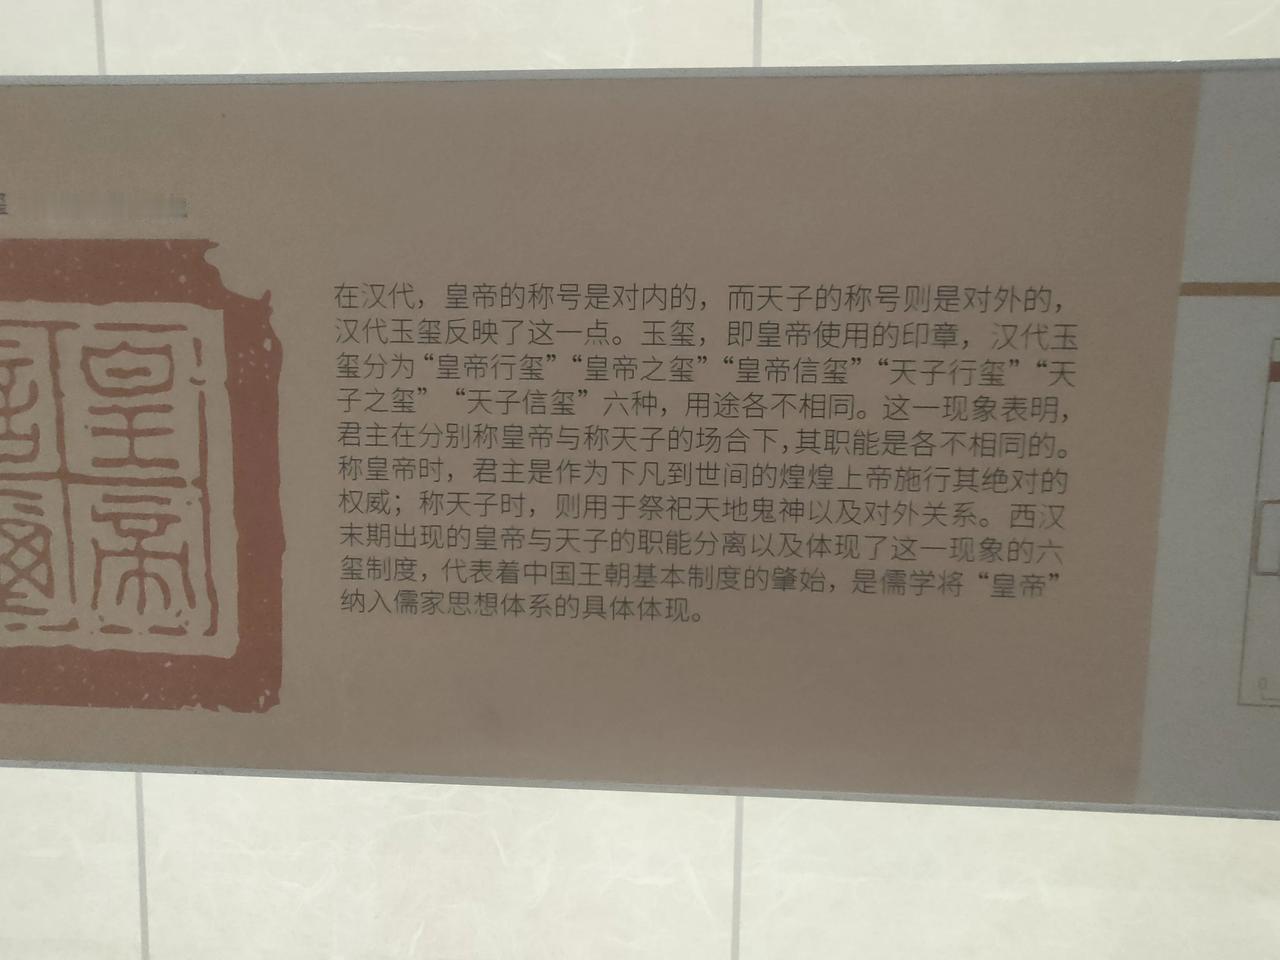 玺
皇帝
在汉代，皇帝的称号是对内的，而天子的称号则是对外的，
汉代玉玺反映了这一点。玉玺，即皇帝使用的印章，汉代玉
玺分为“皇帝行玺”“皇帝之玺”“皇帝信玺”“天子行玺”“天
子之玺” “天子信玺”六种，用途各不相同。这一现象表明，
君主在分别称皇帝与称天子的场合下，其职能是各不相同的。
称皇帝时，君主是作为下凡到世间的煌煌上帝施行其绝对的
权威；称天子时，则用于祭祀天地鬼神以及对外关系。西汉
末期出现的皇帝与天子的职能分离以及体现了这一现象的六
玺制度，代表着中国王朝基本制度的肇始，是儒学将“皇帝”
纳入儒家思想体系的具体体现。